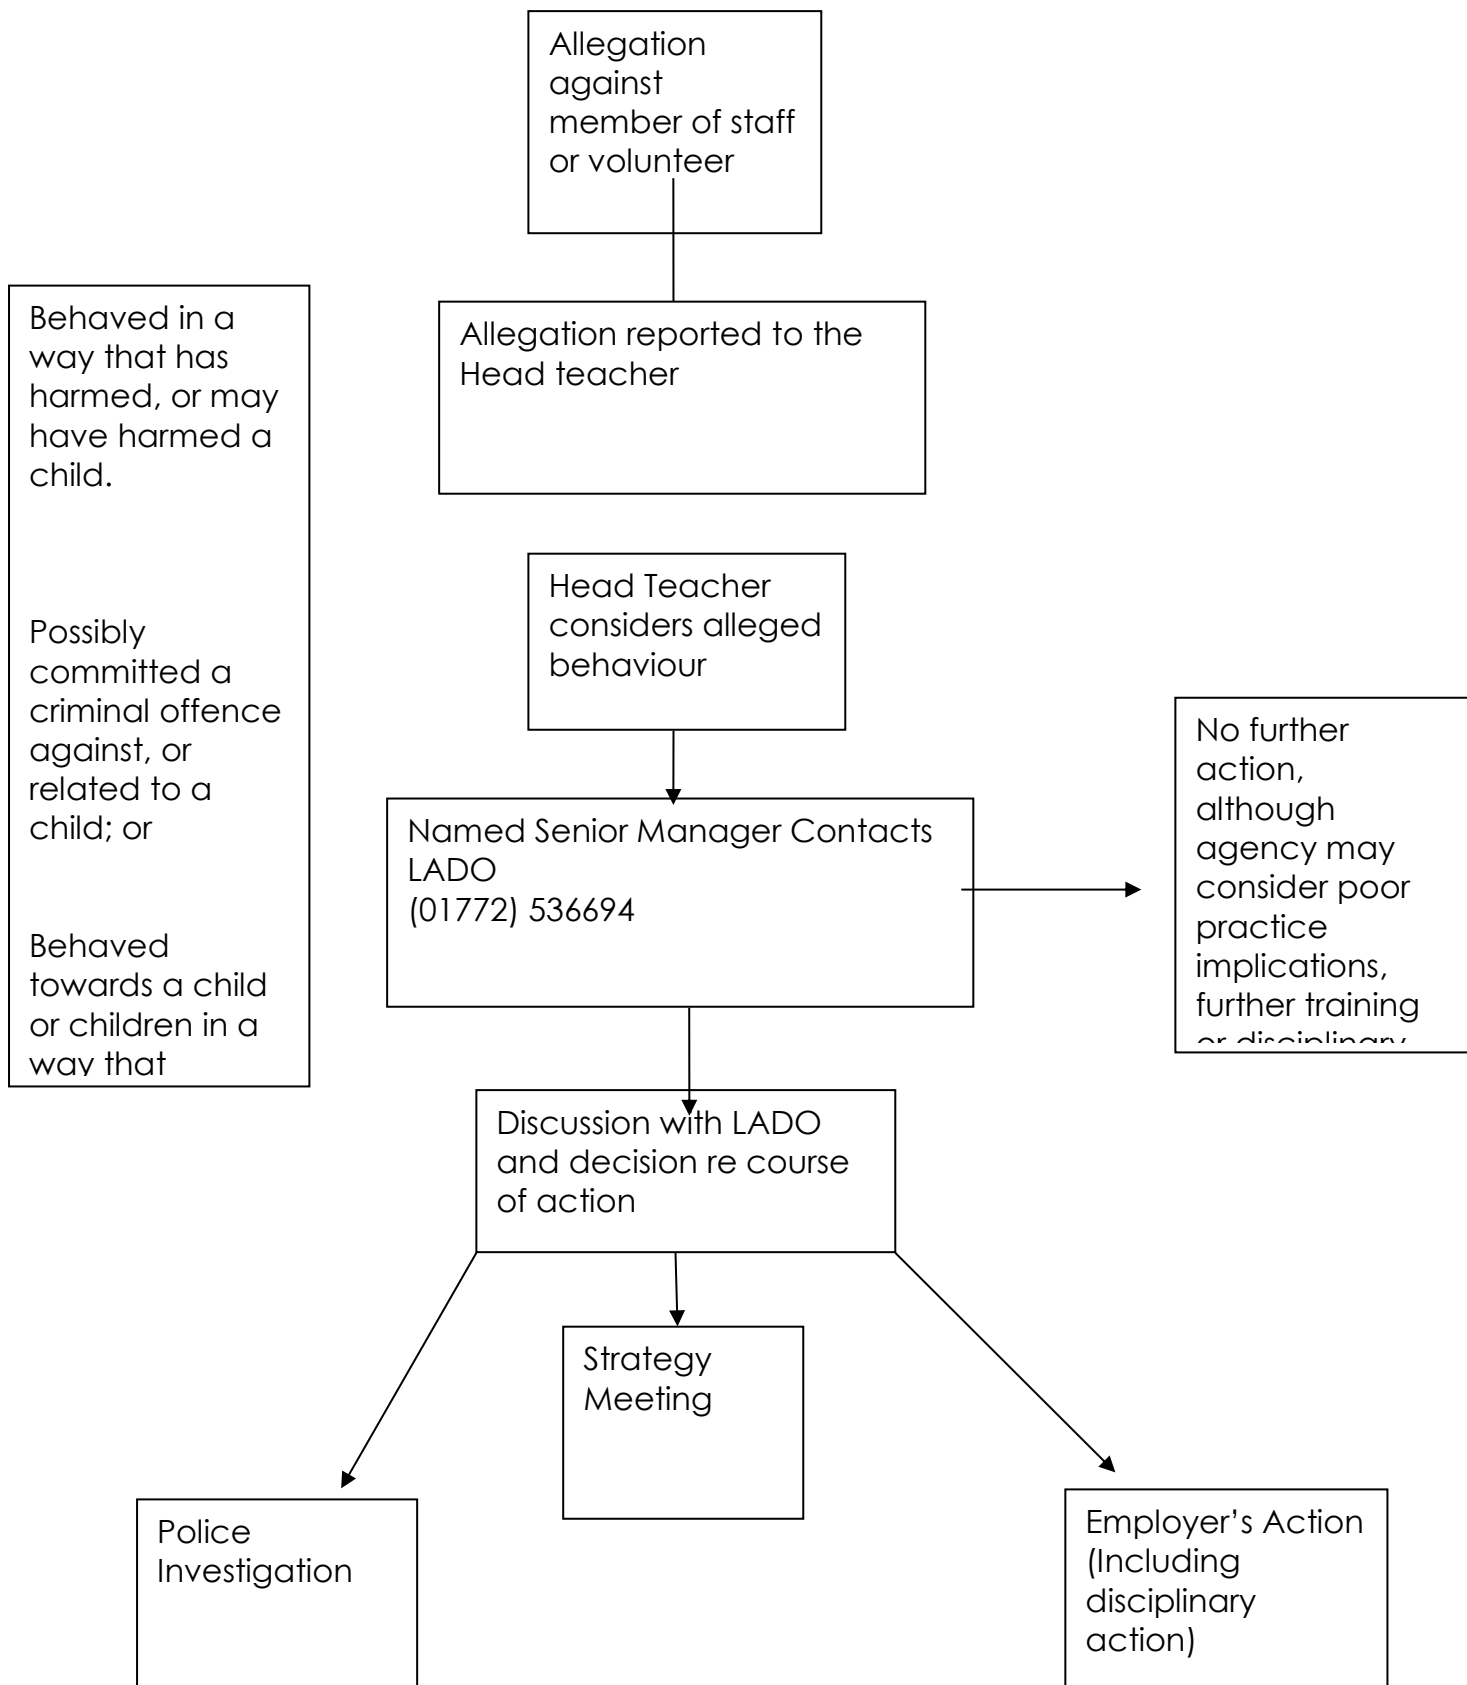 Allegation
against
member of staff
or volunteer
Allegation reported to the
Head teacher
Behaved in a
way that has
harmed, or may
have harmed a
child.
Possibly
committed a
criminal offence
against, or
related to a
child; or
Behaved
towards a child
or children in a
way that
Head Teacher
considers alleged
behaviour
Named Senior Manager Contacts
LADO
(01772) 536694
No further
action,
although
agency may
consider poor
practice
implications,
further training
or disciplinary
Discussion with LADO
and decision re course
of action
Strategy
Meeting
Police
Investigation
Employer’s Action
(Including
disciplinary
action)